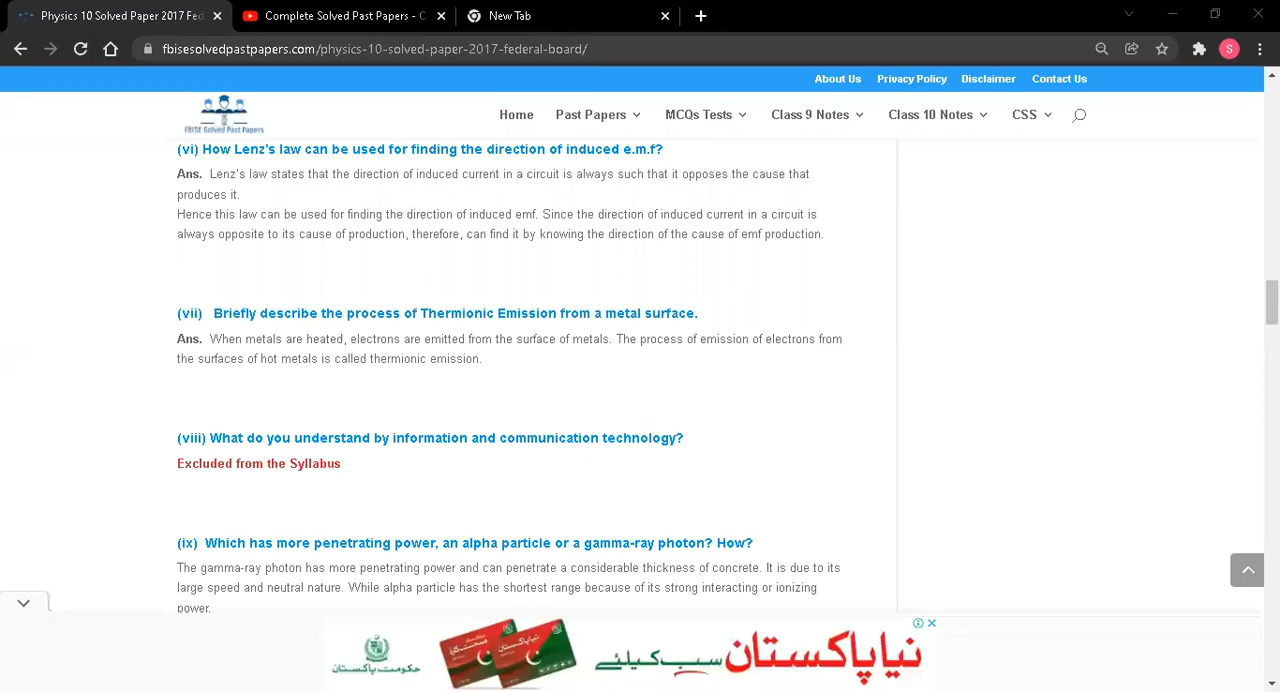 Physics 10 Solved Paper 2017 Fed
Complete Solved Past Papers - C
New Tab
fbisesolvedpastpapers.com/physics-10-solved-paper-2017-federal-board/
S
About Us Privacy Policy Disclaimer Contact Us
FBISE Solved Past Papers
Home Past Papers MCQs Tests Class 9 Notes Class 10 Notes CSS
(vi) How Lenz's law can be used for finding the direction of induced e.m.f?
Ans. Lenz's law states that the direction of induced current in a circuit is always such that it opposes the cause that
produces it.
Hence this law can be used for finding the direction of induced emf. Since the direction of induced current in a circuit is
always opposite to its cause of production, therefore, can find it by knowing the direction of the cause of emf production.
(vii) Briefly describe the process of Thermionic Emission from a metal surface.
Ans. When metals are heated, electrons are emitted from the surface of metals. The process of emission of electrons from
the surfaces of hot metals is called thermionic emission.
(viii) What do you understand by information and communication technology?
Excluded from the Syllabus
(ix) Which has more penetrating power, an alpha particle or a gamma-ray photon? How?
The gamma-ray photon has more penetrating power and can penetrate a considerable thickness of concrete. It is due to its
large speed and neutral nature. While alpha particle has the shortest range because of its strong interacting or ionizing
power.
نیا پاکستان سب کیلئے
حکومت پاکستان